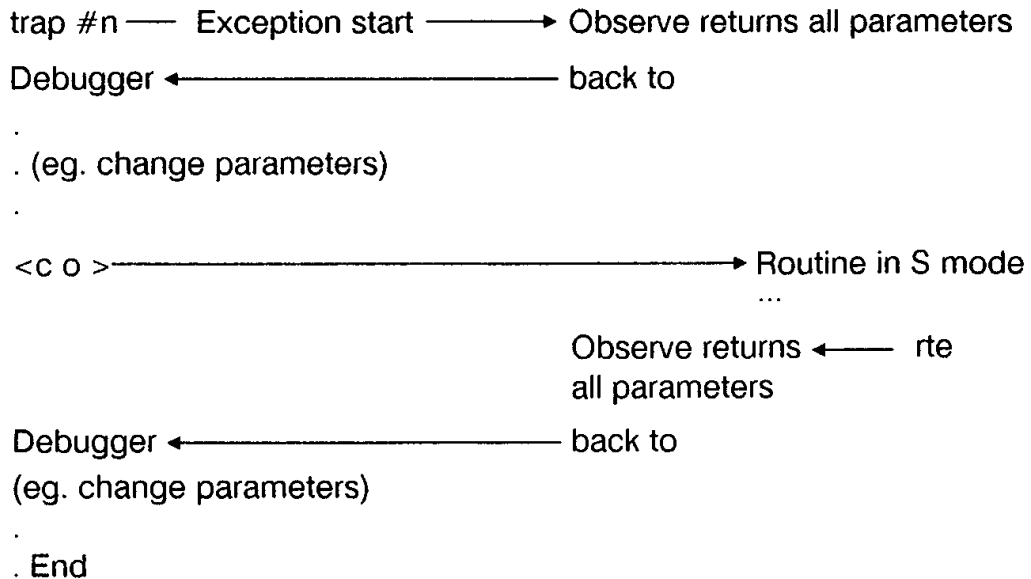 trap #n Exception start Observe returns all parameters
Debugger back to
.
. (eg. change parameters)
.
<c o > Routine in S mode
...
Observe returns rte
all parameters
Debugger back to
(eg. change parameters)
.
. End